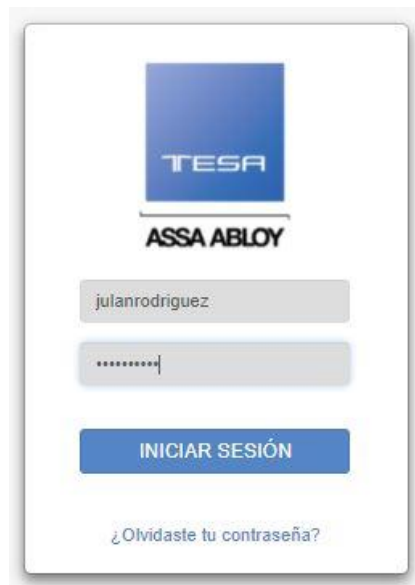 TESA
ASSA ABLOY
julanrodriguez
••••••••••
INICIAR SESIÓN
¿Olvidaste tu contraseña?